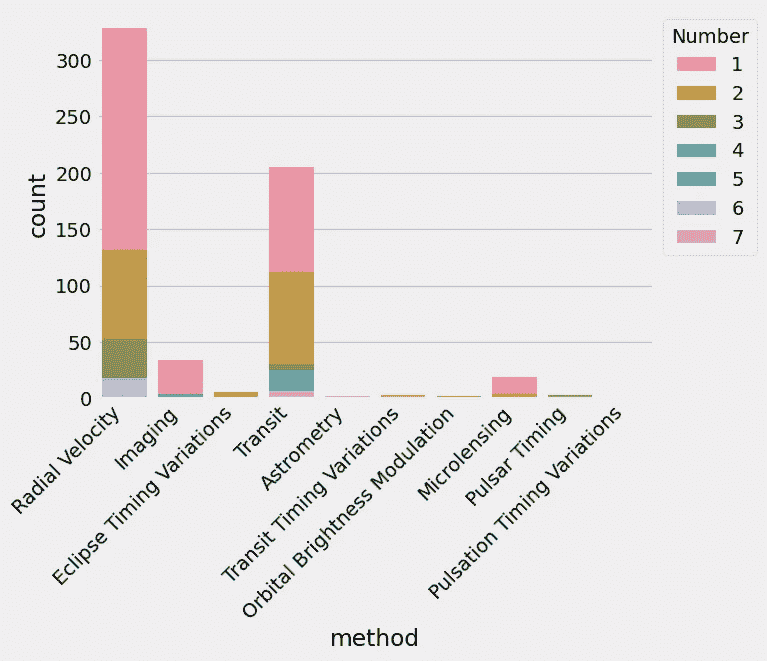 Number
1
2
3
4
5
6
7
count
300
250
200
150
100
50
0
Radial Velocity
Imaging
Eclipse Timing Variations
Transit
Astrometry
Transit Timing Variations
Orbital Brightness Modulation
Microlensing
Pulsar Timing
Pulsation Timing Variations
method